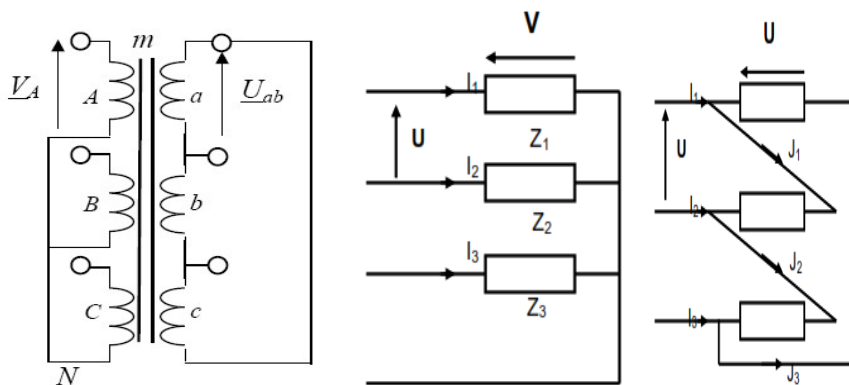 V_A
m
A
a
U_ab
B
b
C
c
N
V
I₁
Z₁
U
I₂
Z₂
I₃
Z₃
U
I₁
U
J₁
I₂
J₂
I₃
J₃